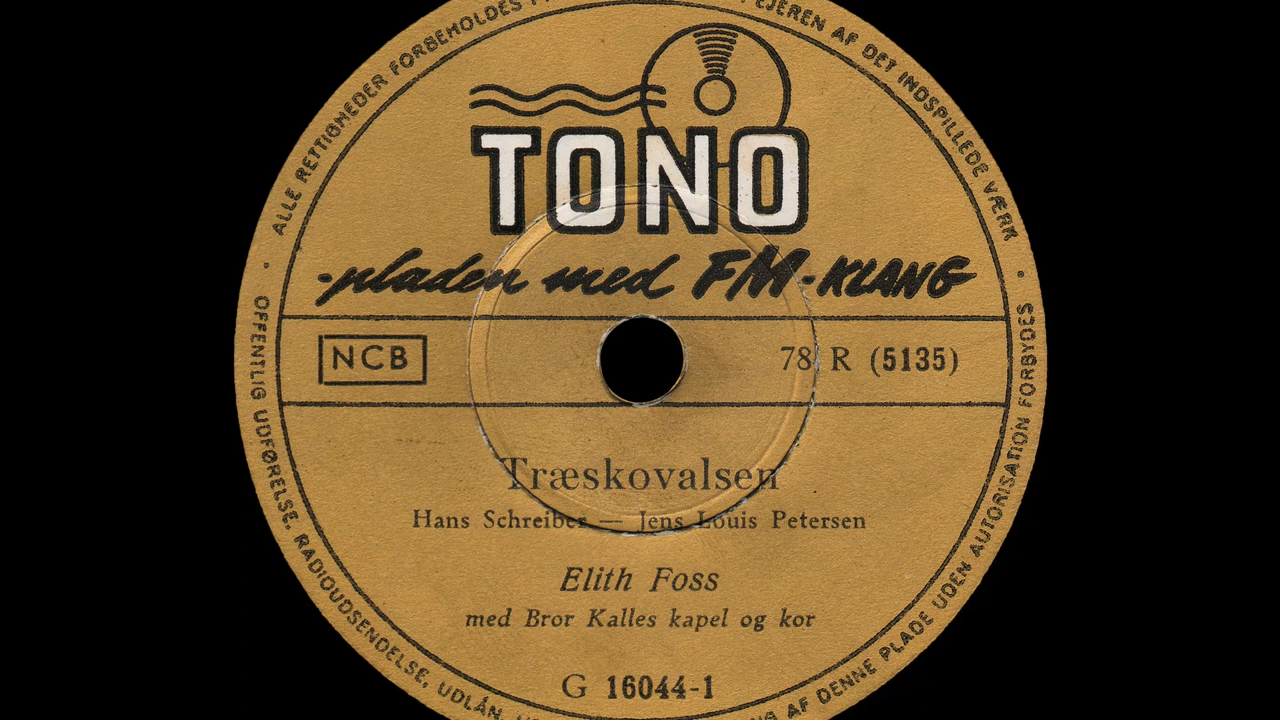 ALLE RETTIGHEDER FORBEHOLDES
EJEREN AF DET INDSPILLEDE VÆRK
TONO
-pladen med FM-KLANG
NCB
78 R (5135)
Træskovalsen
Hans Schreiber — Jens Louis Petersen
Elith Foss
med Bror Kalles kapel og kor
G 16044-1
OFFENTLIG UDFØRELSE, RADIOUDSENDELSE, UDLÅN,
AF DENNE PLADE UDEN AUTORISATION FORBYDES